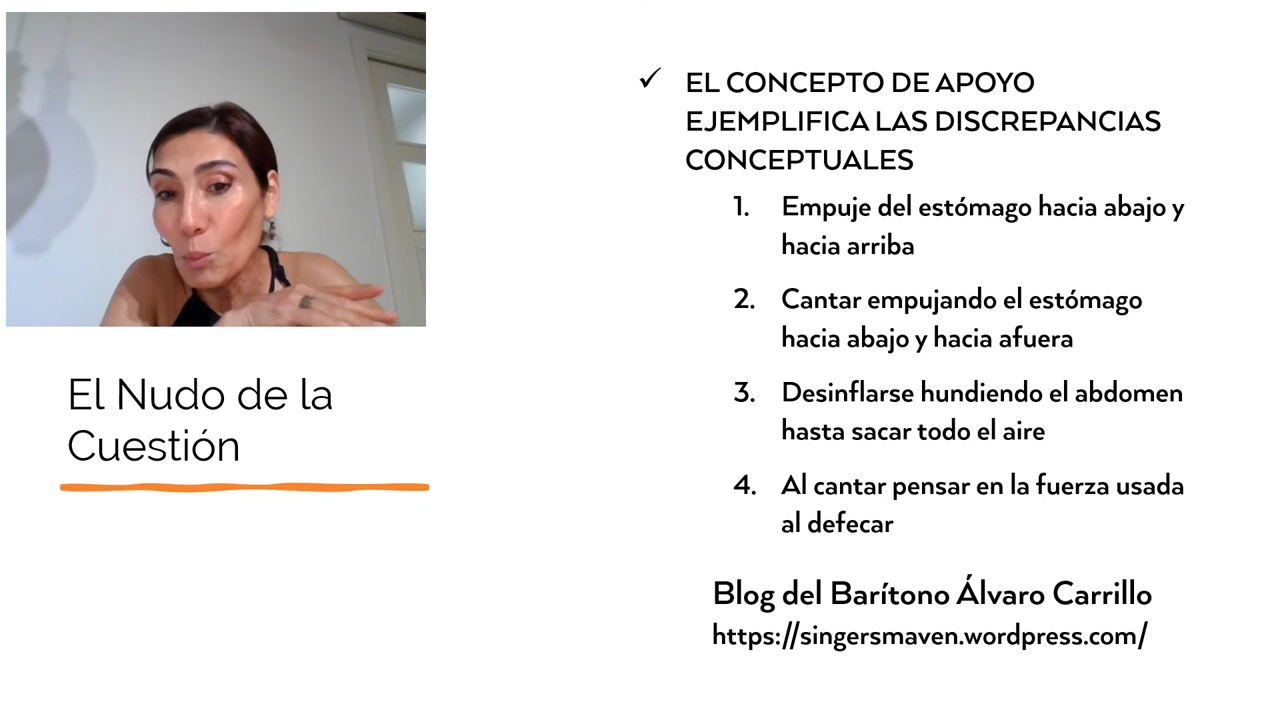 El Nudo de la
Cuestión
✓ EL CONCEPTO DE APOYO
EJEMPLIFICA LAS DISCREPANCIAS
CONCEPTUALES
1. Empuje del estómago hacia abajo y
hacia arriba
2. Cantar empujando el estómago
hacia abajo y hacia afuera
3. Desinflarse hundiendo el abdomen
hasta sacar todo el aire
4. Al cantar pensar en la fuerza usada
al defecar
Blog del Barítono Álvaro Carrillo
https://singersmaven.wordpress.com/